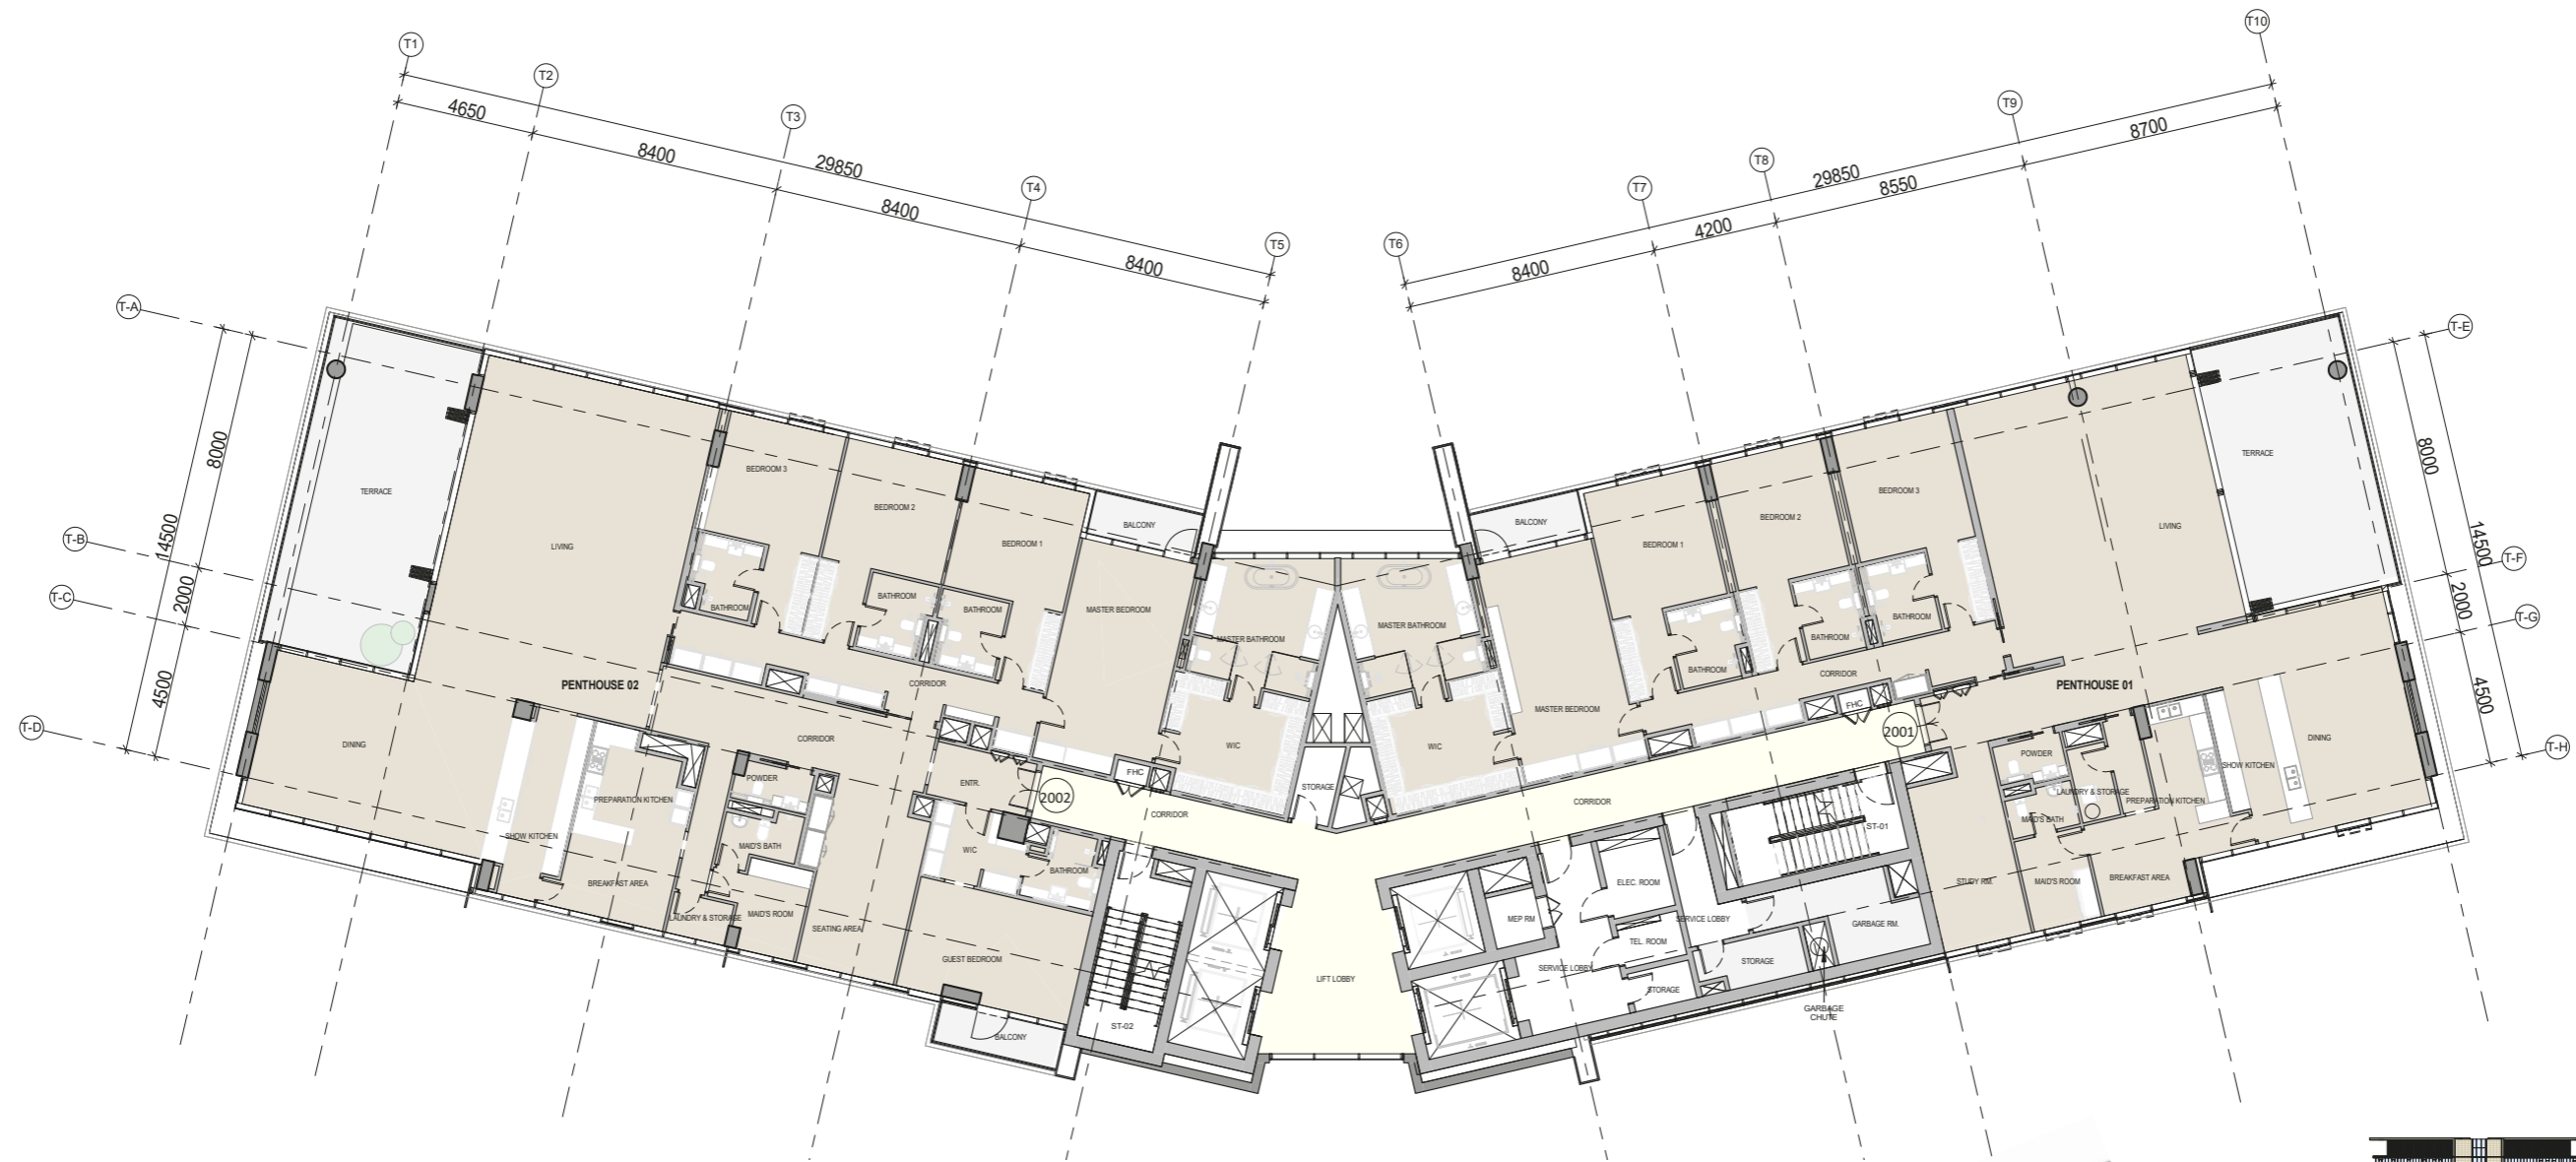 T10
T1
T2
T9
T3
T8
T4
T7
T5
T6
4650
8400
29850
8400
8400
8700
29850
8550
4200
8400
T-A
T-B
T-C
T-D
8000
14500
2000
4500
T-E
T-F
T-G
T-H
8000
14500
2000
4500
TERRACE
LIVING
BEDROOM 3
BEDROOM 2
BEDROOM 1
BALCONY
BATHROOM
BATHROOM
BATHROOM
MASTER BEDROOM
MASTER BATHROOM
PENTHOUSE 02
CORRIDOR
WIC
DINING
CORRIDOR
POWDER
ENTR.
2002
FHC
CORRIDOR
STORAGE
PREPARATION KITCHEN
SHOW KITCHEN
MAID'S BATH
WIC
BATHROOM
BREAKFAST AREA
LAUNDRY & STORAGE
MAID'S ROOM
SEATING AREA
GUEST BEDROOM
BALCONY
ST-02
LIFT LOBBY
BALCONY
BEDROOM 1
BEDROOM 2
BEDROOM 3
LIVING
TERRACE
MASTER BATHROOM
BATHROOM
BATHROOM
BATHROOM
CORRIDOR
MASTER BEDROOM
PENTHOUSE 01
FHC
2001
WIC
CORRIDOR
POWDER
DINING
SHOW KITCHEN
LAUNDRY & STORAGE
PREPARATION KITCHEN
MAID'S BATH
ST-01
ELEC. ROOM
STUDY RM.
MAID'S ROOM
BREAKFAST AREA
MEP RM
SERVICE LOBBY
GARBAGE RM.
TEL. ROOM
STORAGE
SERVICE LOBBY
STORAGE
GARBAGE
CHUTE